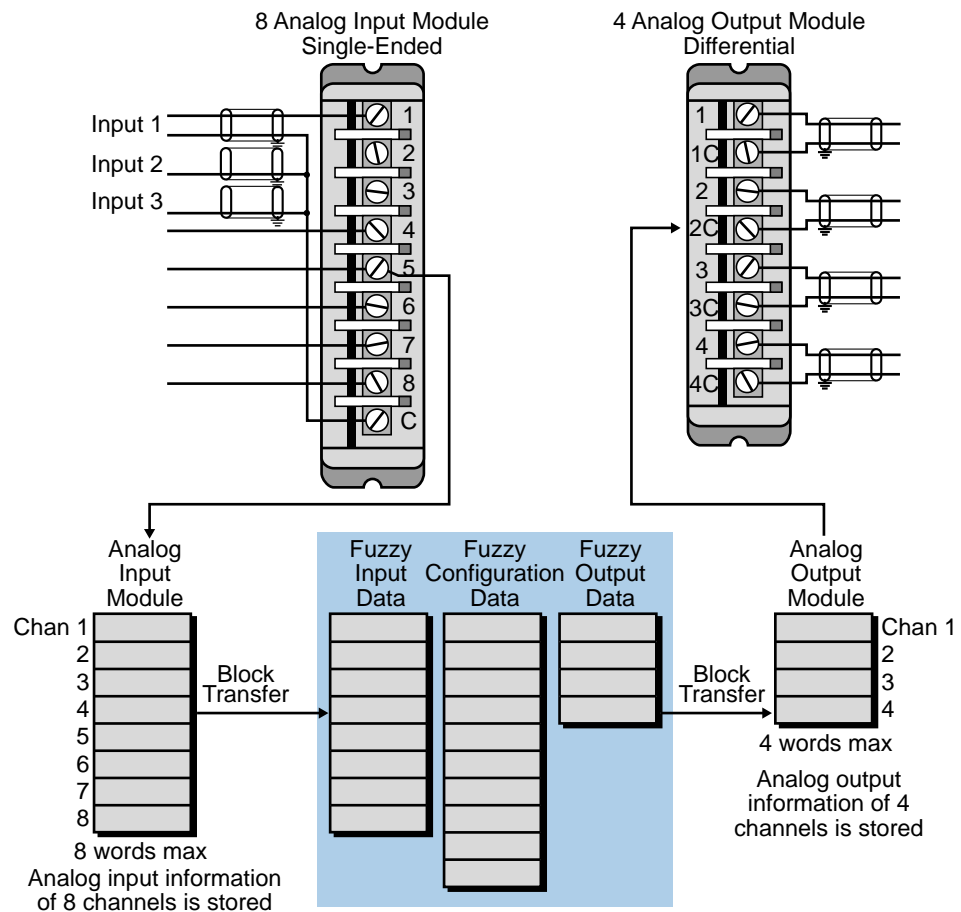 8 Analog Input Module
Single-Ended
4 Analog Output Module
Differential
Input 1
Input 2
Input 3
1
2
3
4
5
6
7
8
C
1
1C
2
2C
3
3C
4
4C
Analog
Input
Module
Chan 1
2
3
4
5
6
7
8
8 words max
Analog input information
of 8 channels is stored
Block
Transfer
Fuzzy
Input
Data
Fuzzy
Configuration
Data
Fuzzy
Output
Data
Block
Transfer
Analog
Output
Module
Chan 1
2
3
4
4 words max
Analog output
information of 4
channels is stored